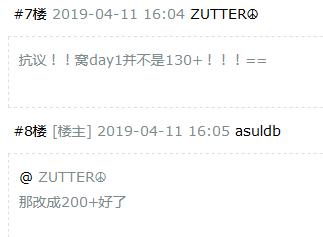 #7楼 2019-04-11 16:04 ZUTTER☮
抗议！！窝day1并不是130+！！！==
#8楼 [楼主] 2019-04-11 16:05 asuldb
@ ZUTTER☮
那改成200+好了